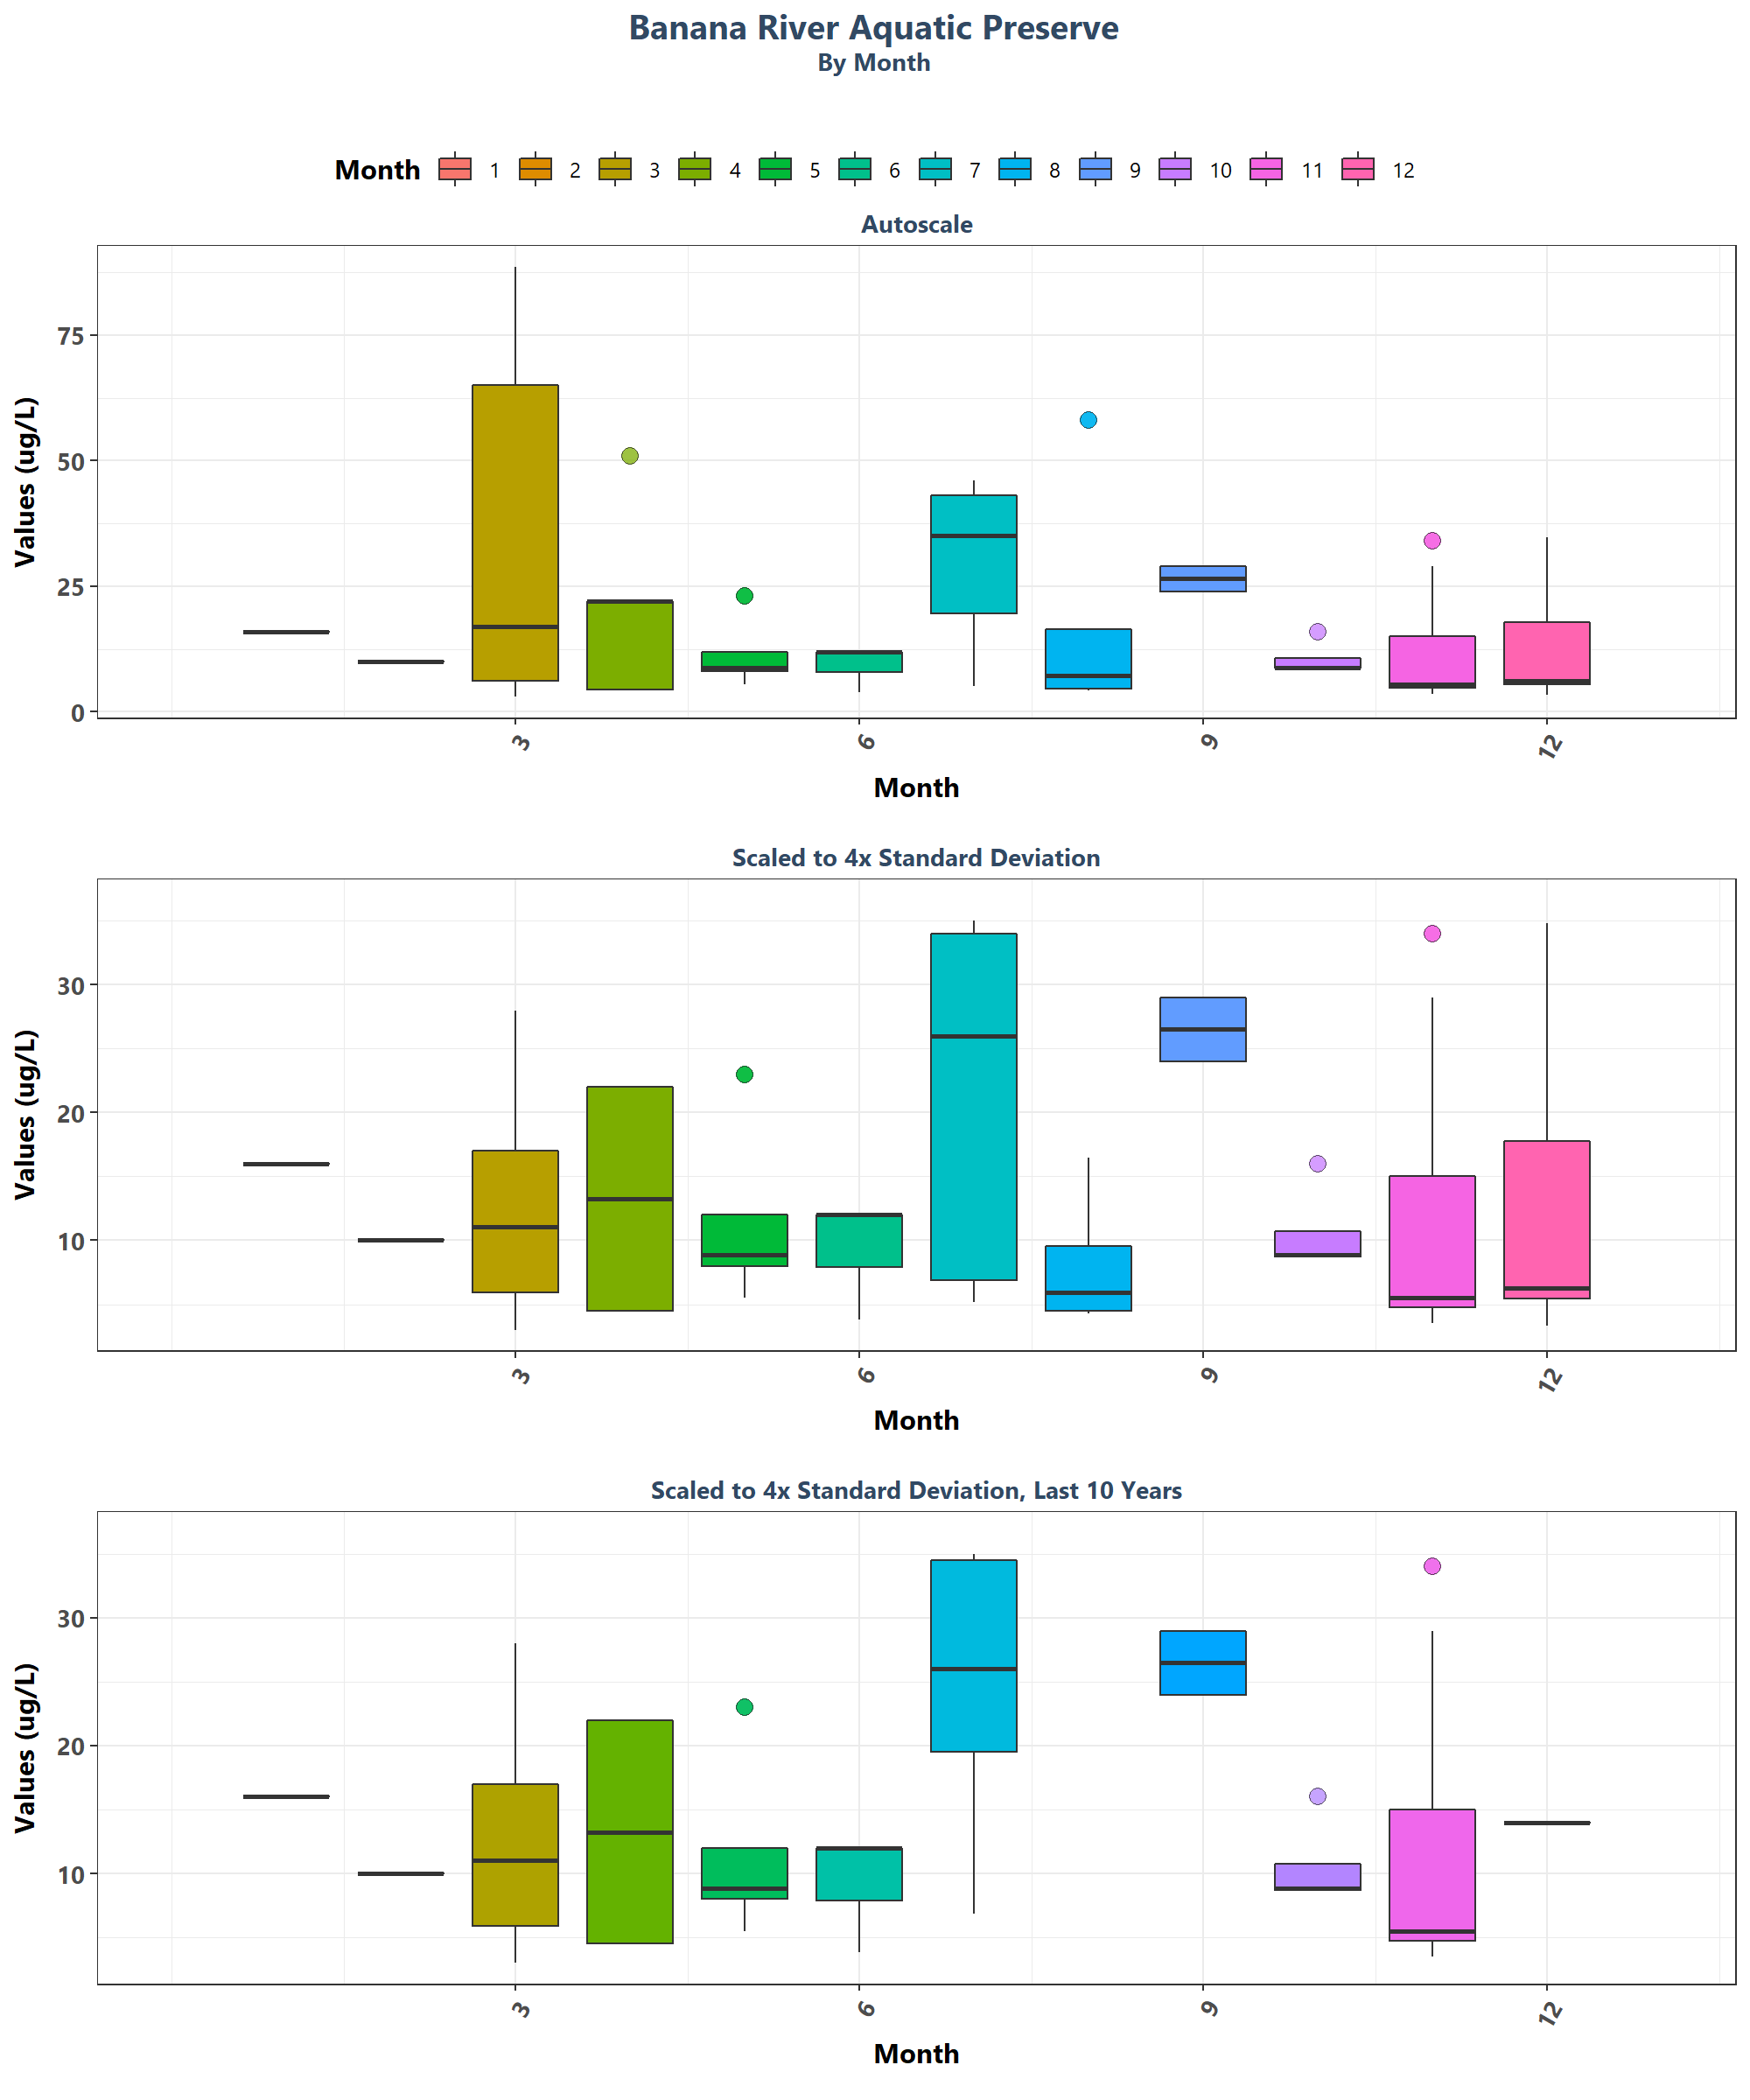 Banana River Aquatic Preserve
By Month
Month 1 2 3 4 5 6 7 8 9 10 11 12
Autoscale
Values (ug/L)
75
50
25
0
3 6 9 12
Month
Scaled to 4x Standard Deviation
Values (ug/L)
30
20
10
3 6 9 12
Month
Scaled to 4x Standard Deviation, Last 10 Years
Values (ug/L)
30
20
10
3 6 9 12
Month